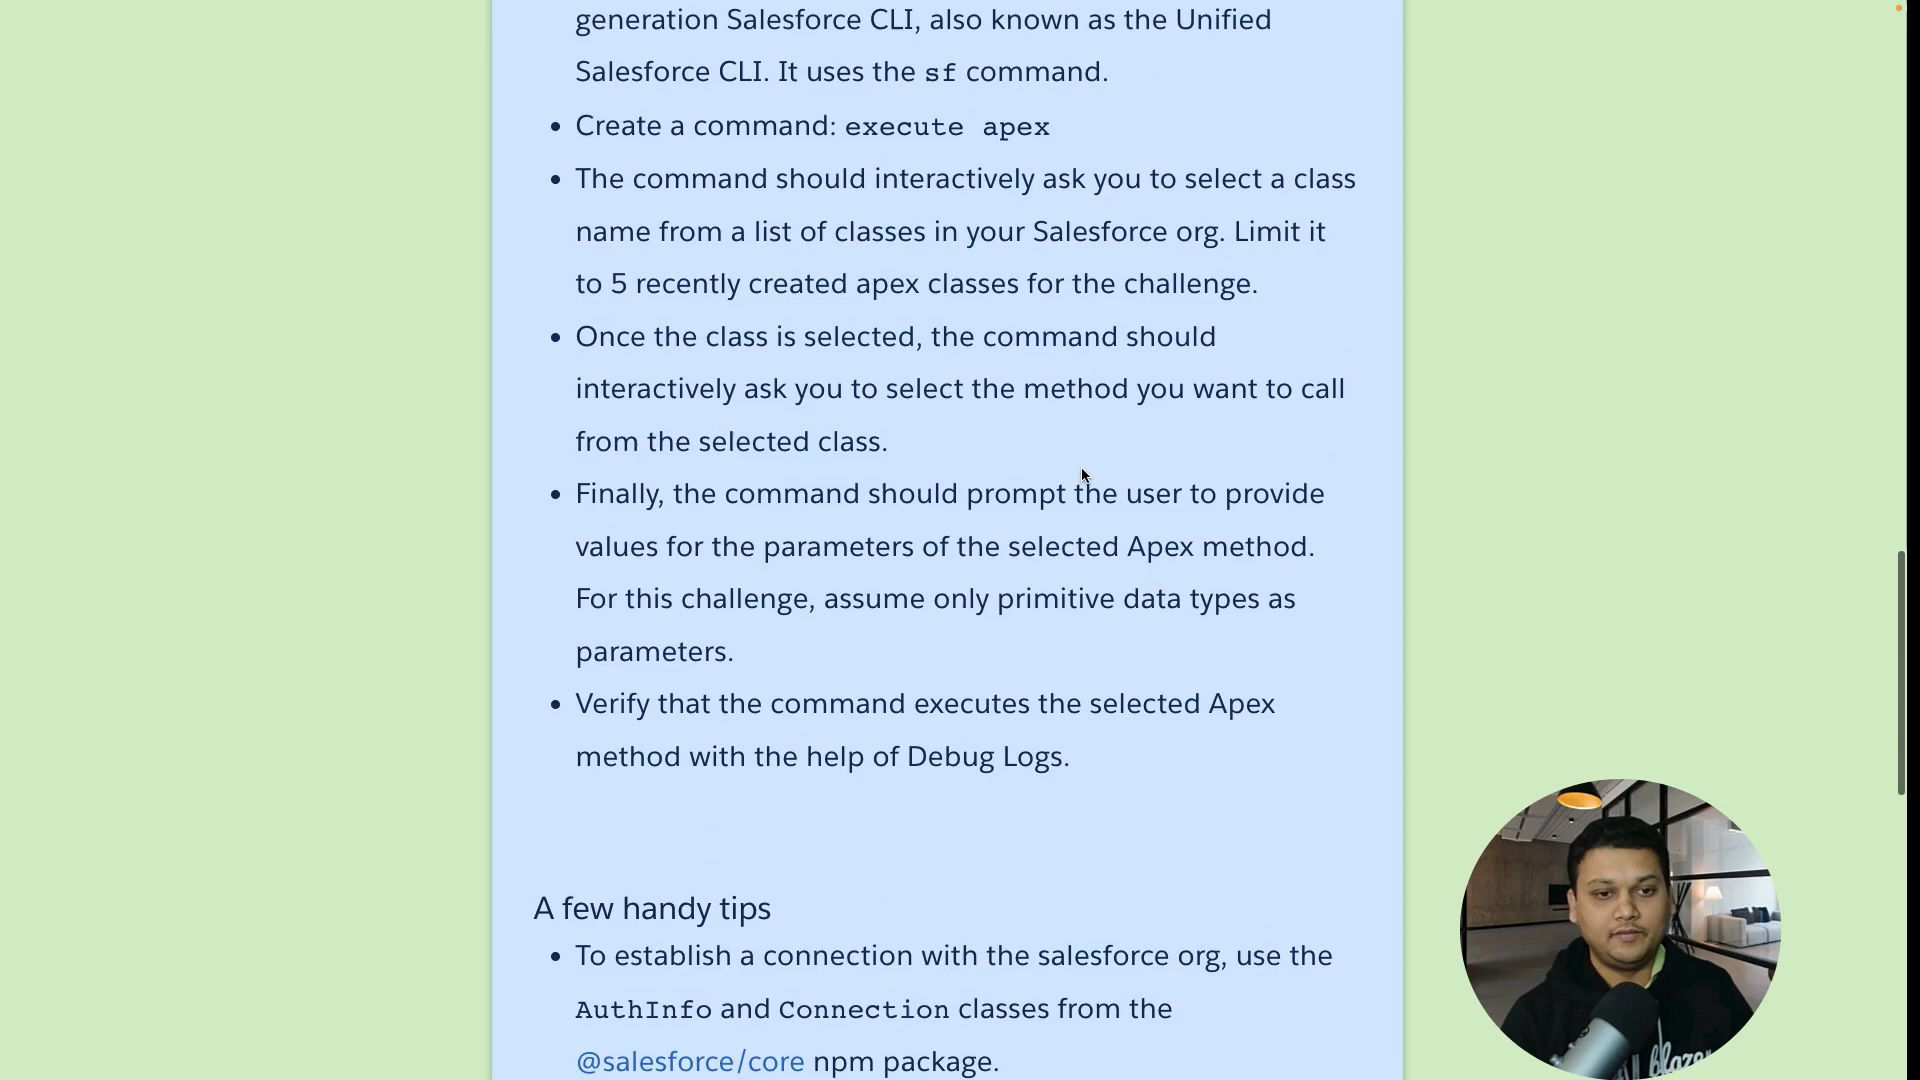 generation Salesforce CLI, also known as the Unified
Salesforce CLI. It uses the sf command.
• Create a command: execute apex
• The command should interactively ask you to select a class
name from a list of classes in your Salesforce org. Limit it
to 5 recently created apex classes for the challenge.
• Once the class is selected, the command should
interactively ask you to select the method you want to call
from the selected class.
• Finally, the command should prompt the user to provide
values for the parameters of the selected Apex method.
For this challenge, assume only primitive data types as
parameters.
• Verify that the command executes the selected Apex
method with the help of Debug Logs.
A few handy tips
• To establish a connection with the salesforce org, use the
AuthInfo and Connection classes from the
@salesforce/core npm package.